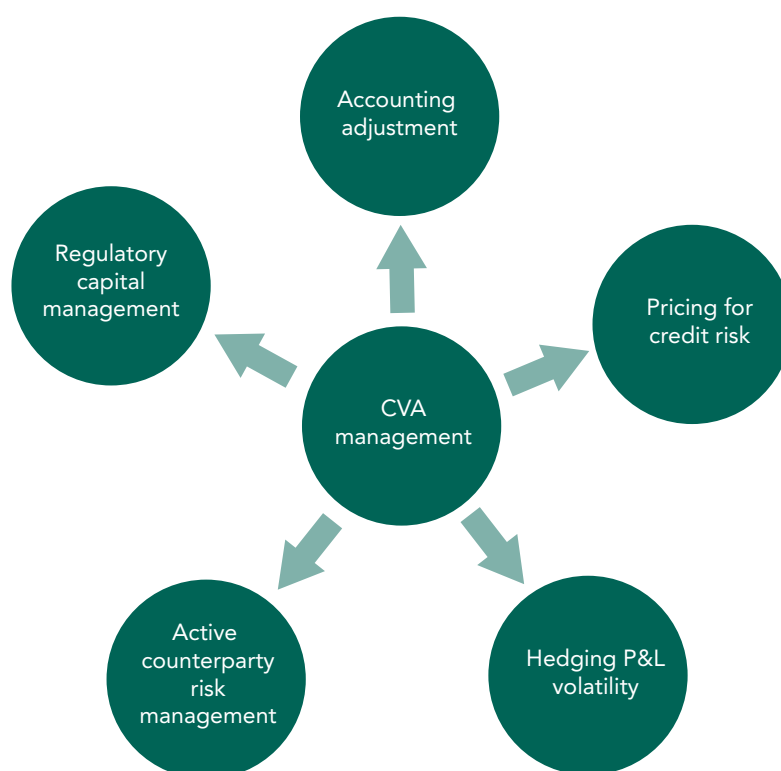 Accounting
adjustment
Regulatory
capital
management
Pricing for
credit risk
CVA
management
Active
counterparty
risk
management
Hedging P&L
volatility